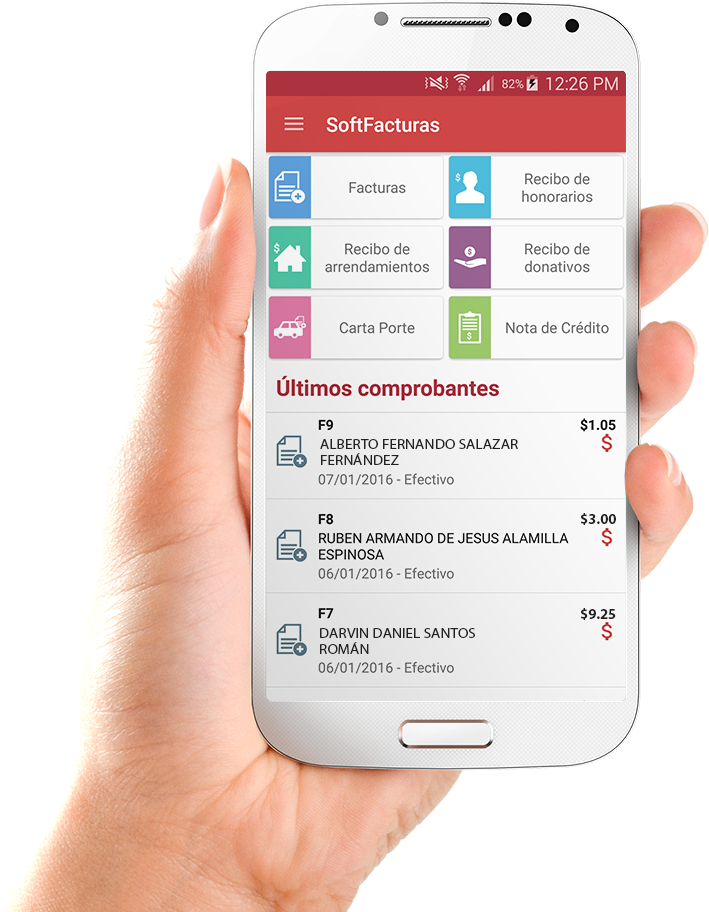 82% 12:26 PM
SoftFacturas
Facturas
Recibo de
honorarios
Recibo de
arrendamientos
Recibo de
donativos
Carta Porte
Nota de Crédito
Últimos comprobantes
F9 $1.05
ALBERTO FERNANDO SALAZAR
FERNÁNDEZ
$
07/01/2016 - Efectivo
F8 $3.00
RUBEN ARMANDO DE JESUS ALAMILLA
ESPINOSA
$
06/01/2016 - Efectivo
F7 $9.25
DARVIN DANIEL SANTOS
ROMÁN
$
06/01/2016 - Efectivo